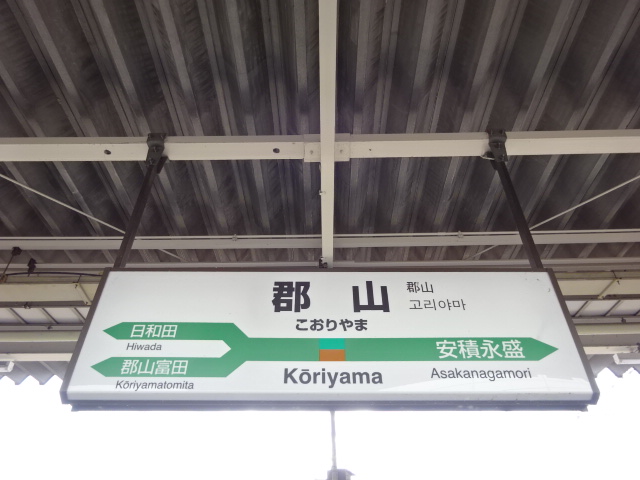 郡山
郡山
고리야마
こおりやま
日和田
Hiwada
郡山富田
Kōriyamatomita
安積永盛
Asakanagamori
Kōriyama